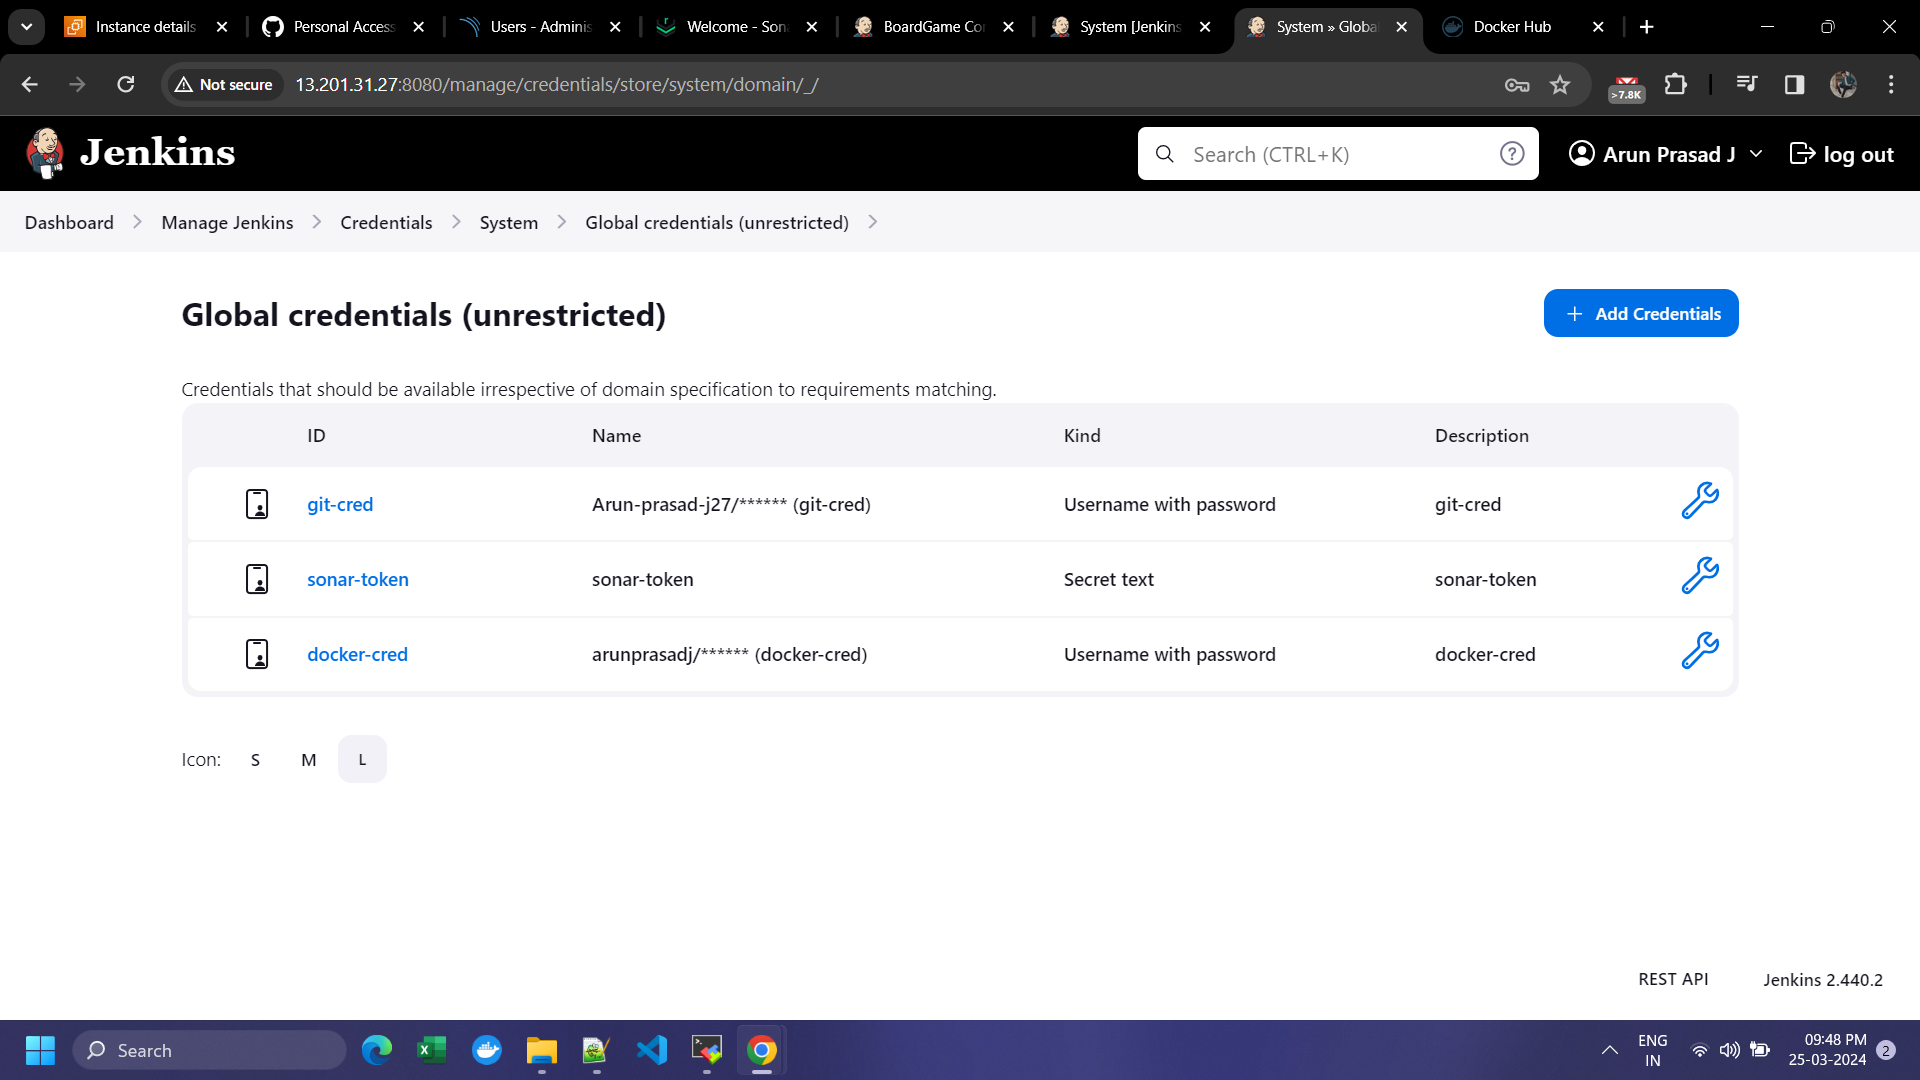 Instance details
Personal Access
Users - Adminis
Welcome - Son
BoardGame Co
System [Jenkins
System » Globa
Docker Hub
Not secure
13.201.31.27:8080/manage/credentials/store/system/domain/_/
>7.8K
Jenkins
Search (CTRL+K)
?
Arun Prasad J
log out
Dashboard
Manage Jenkins
Credentials
System
Global credentials (unrestricted)
Global credentials (unrestricted)
+ Add Credentials
Credentials that should be available irrespective of domain specification to requirements matching.
ID Name Kind Description
git-cred Arun-prasad-j27/****** (git-cred) Username with password git-cred
sonar-token sonar-token Secret text sonar-token
docker-cred arunprasadj/****** (docker-cred) Username with password docker-cred
Icon: S M L
REST API Jenkins 2.440.2
Search
ENG
IN
09:48 PM
25-03-2024
2